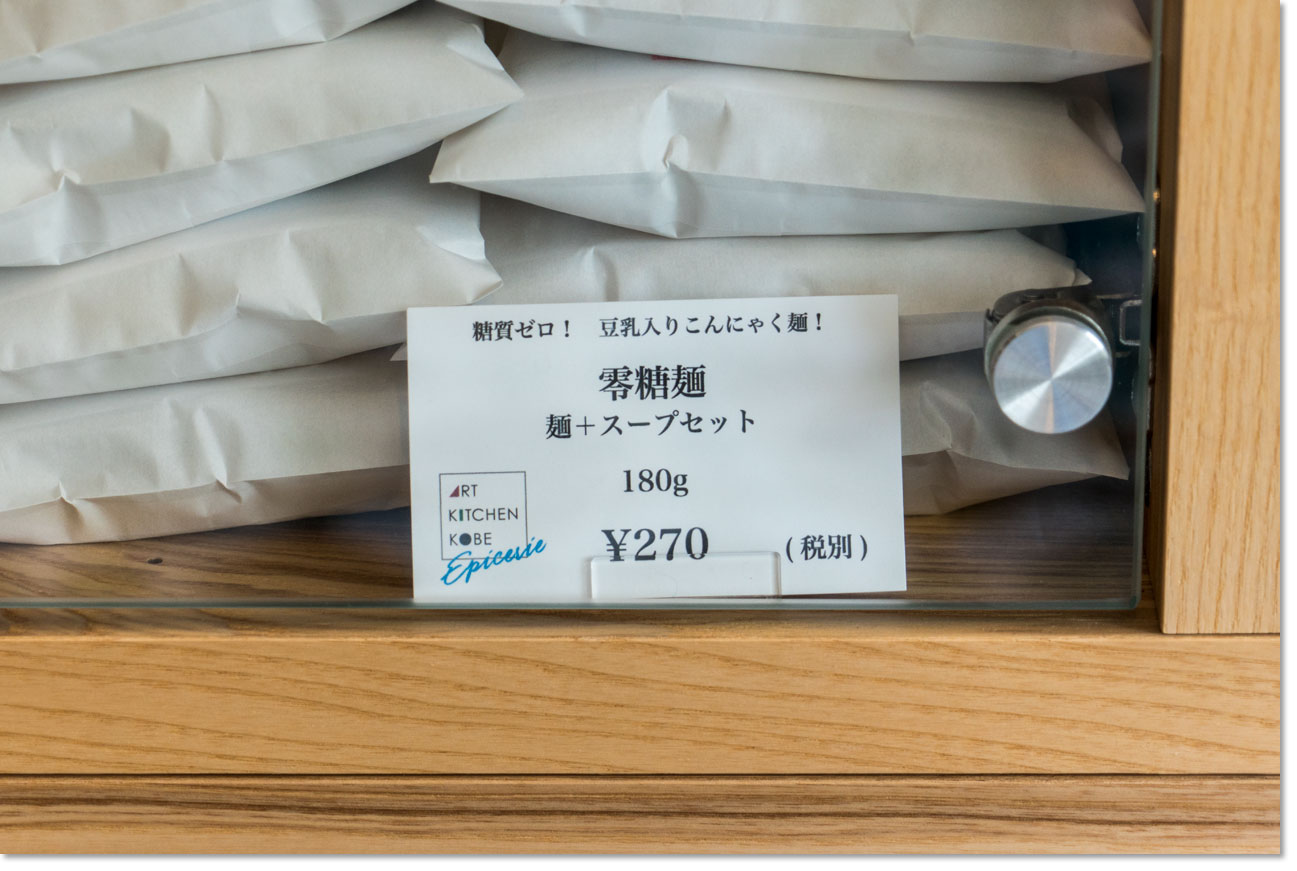 糖質ゼロ！　豆乳入りこんにゃく麺！
零糖麺
麺＋スープセット
180g
¥270 (税別)
ART
KITCHEN
KOBE
Epicerie